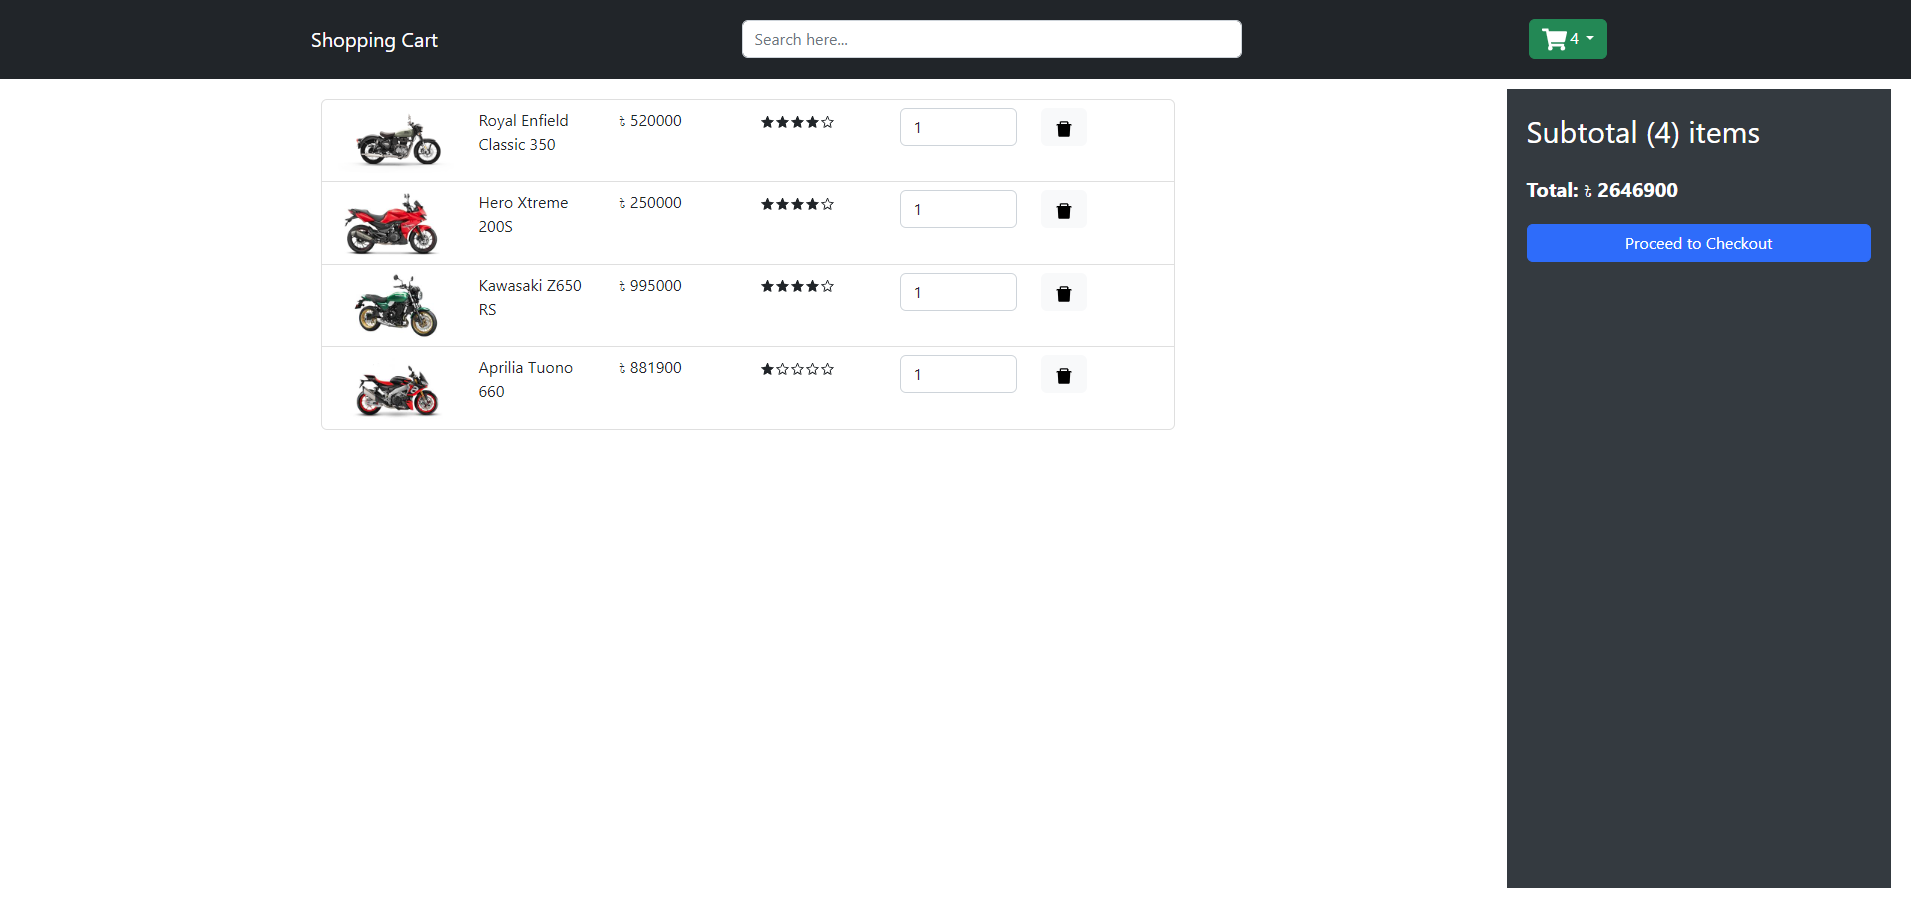 Shopping Cart
Search here...
4
Royal Enfield
Classic 350
৳ 520000
1
Hero Xtreme
200S
৳ 250000
1
Kawasaki Z650
RS
৳ 995000
1
Aprilia Tuono
660
৳ 881900
1
Subtotal (4) items
Total: ৳ 2646900
Proceed to Checkout